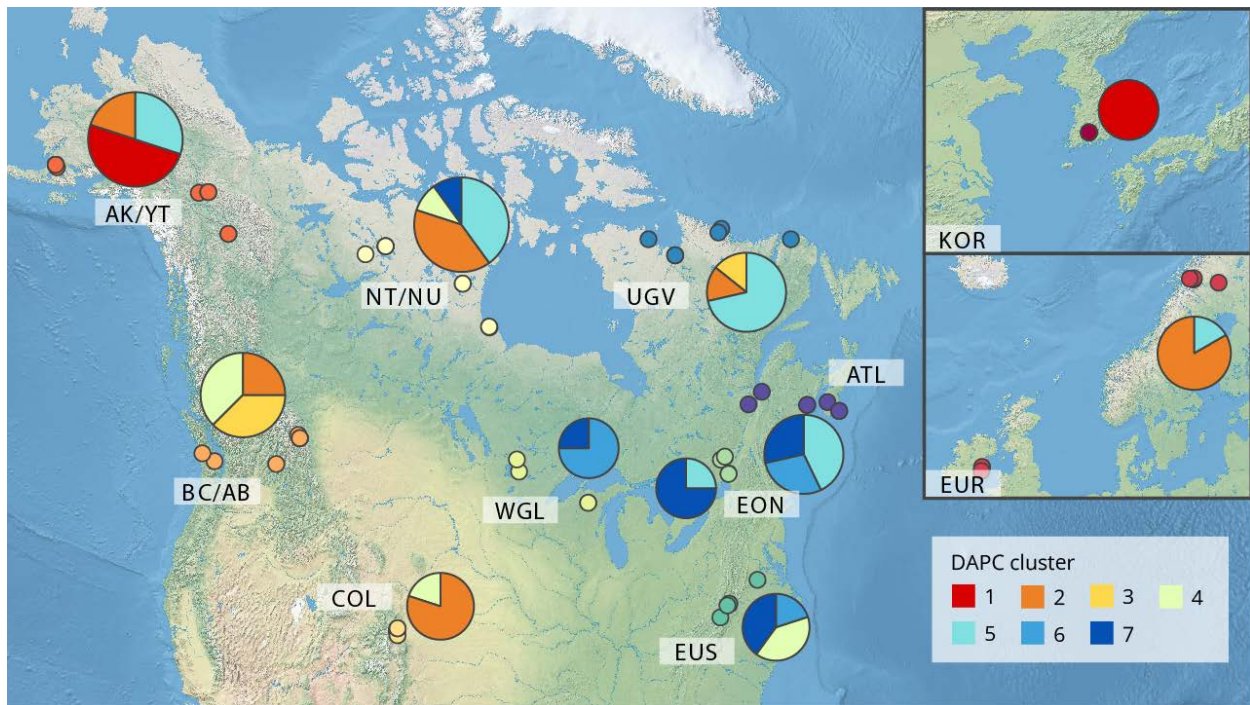 AK/YT
NT/NU
UGV
ATL
BC/AB
WGL
EON
COL
EUS
KOR
EUR
DAPC cluster
1 2 3 4
5 6 7